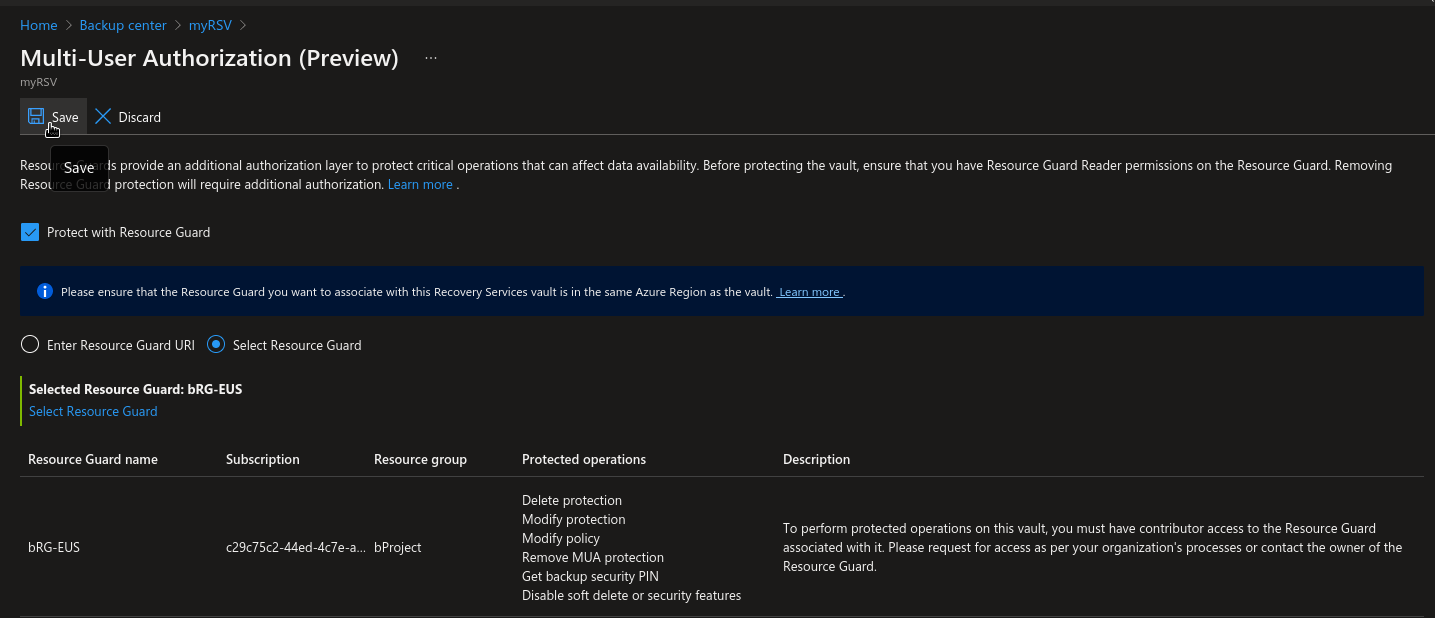 Home > Backup center > myRSV >
Multi-User Authorization (Preview) ...
myRSV
Save Discard
Save
Resource Guards provide an additional authorization layer to protect critical operations that can affect data availability. Before protecting the vault, ensure that you have Resource Guard Reader permissions on the Resource Guard. Removing
Resource Guard protection will require additional authorization. Learn more .
Protect with Resource Guard
Please ensure that the Resource Guard you want to associate with this Recovery Services vault is in the same Azure Region as the vault. Learn more .
Enter Resource Guard URI Select Resource Guard
Selected Resource Guard: bRG-EUS
Select Resource Guard
Resource Guard name Subscription Resource group Protected operations Description
Delete protection
Modify protection
Modify policy
Remove MUA protection
Get backup security PIN
Disable soft delete or security features
bRG-EUS c29c75c2-44ed-4c7e-a... bProject
To perform protected operations on this vault, you must have contributor access to the Resource Guard
associated with it. Please request for access as per your organization's processes or contact the owner of the
Resource Guard.